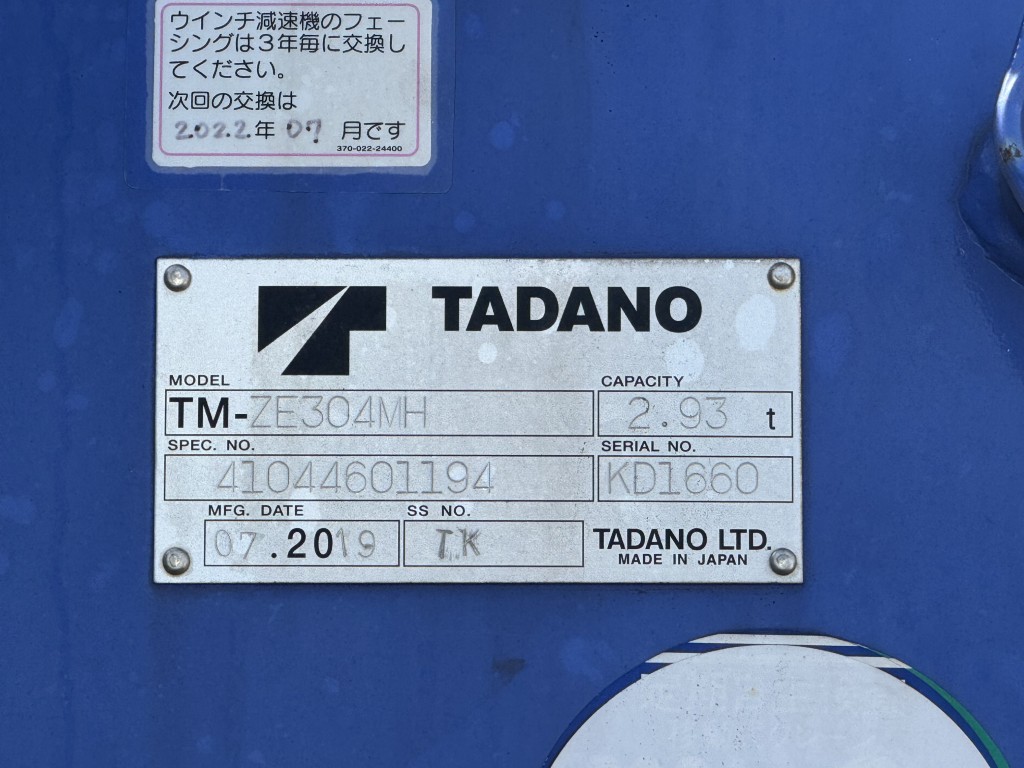 ウインチ減速機のフェー
シングは3年毎に交換し
てください。
次回の交換は
2022年 07 月です
370-022-24400
TADANO
MODEL CAPACITY
TM-ZE304MH 2.93 t
SPEC. NO. SERIAL NO.
41044601194 KD1660
MFG. DATE SS NO.
07.2019 TK TADANO LTD.
MADE IN JAPAN